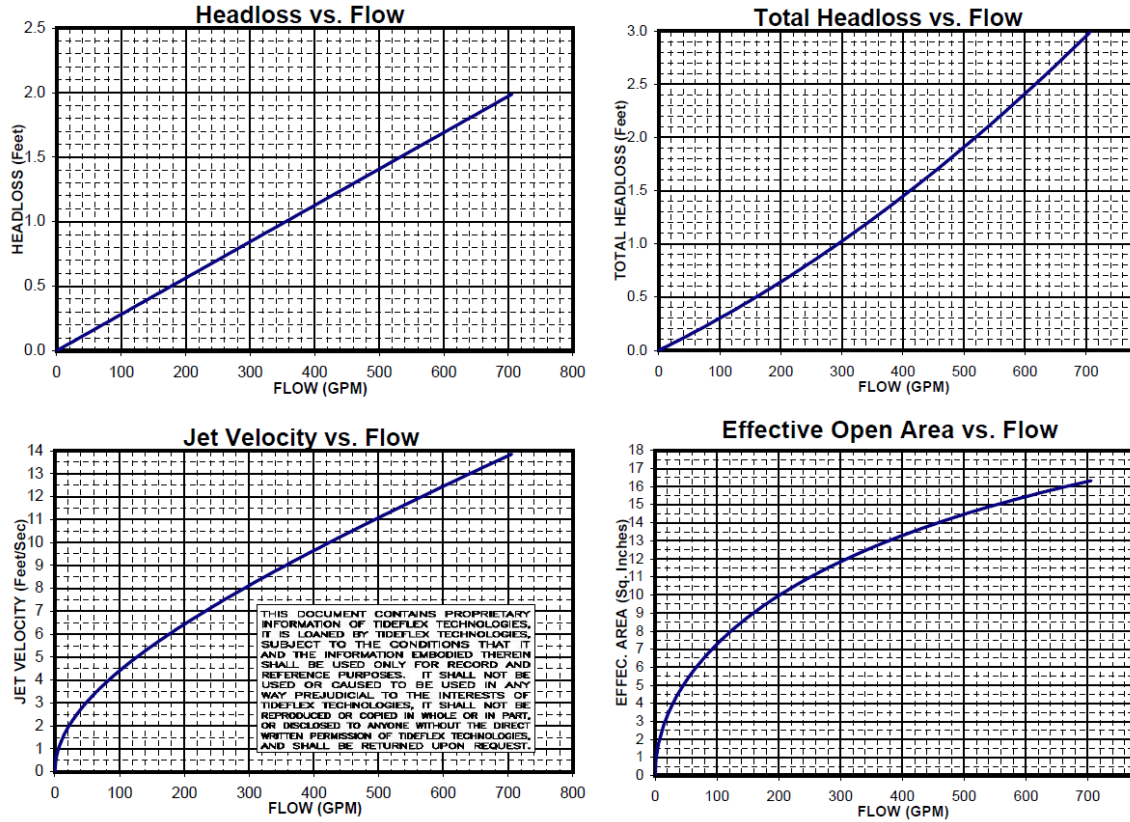 Headloss vs. Flow
2.5
2.0
1.5
1.0
0.5
0.0
HEADLOSS (Feet)
0 100 200 300 400 500 600 700 800
FLOW (GPM)
Total Headloss vs. Flow
3.0
2.5
2.0
1.5
1.0
0.5
0.0
TOTAL HEADLOSS (Feet)
0 100 200 300 400 500 600 700
FLOW (GPM)
Jet Velocity vs. Flow
14
13
12
11
10
9
8
7
6
5
4
3
2
1
0
JET VELOCITY (Feet/Sec)
THIS DOCUMENT CONTAINS PROPRIETARY
INFORMATION OF TIDEFLEX TECHNOLOGIES,
IT IS LOANED BY TIDEFLEX TECHNOLOGIES,
SUBJECT TO THE CONDITIONS THAT IT
AND THE INFORMATION EMBODIED THEREIN
SHALL BE USED ONLY FOR RECORD AND
REFERENCE PURPOSES. IT SHALL NOT BE
USED OR CAUSED TO BE USED IN ANY
WAY PREJUDICIAL TO THE INTERESTS OF
TIDEFLEX TECHNOLOGIES, IT SHALL NOT BE
REPRODUCED OR COPIED IN WHOLE OR IN PART,
OR DISCLOSED TO ANYONE WITHOUT THE DIRECT
WRITTEN PERMISSION OF TIDEFLEX TECHNOLOGIES,
AND SHALL BE RETURNED UPON REQUEST.
0 100 200 300 400 500 600 700 800
FLOW (GPM)
Effective Open Area vs. Flow
18
17
16
15
14
13
12
11
10
9
8
7
6
5
4
3
2
1
0
EFFEC. AREA (Sq. Inches)
0 100 200 300 400 500 600 700
FLOW (GPM)